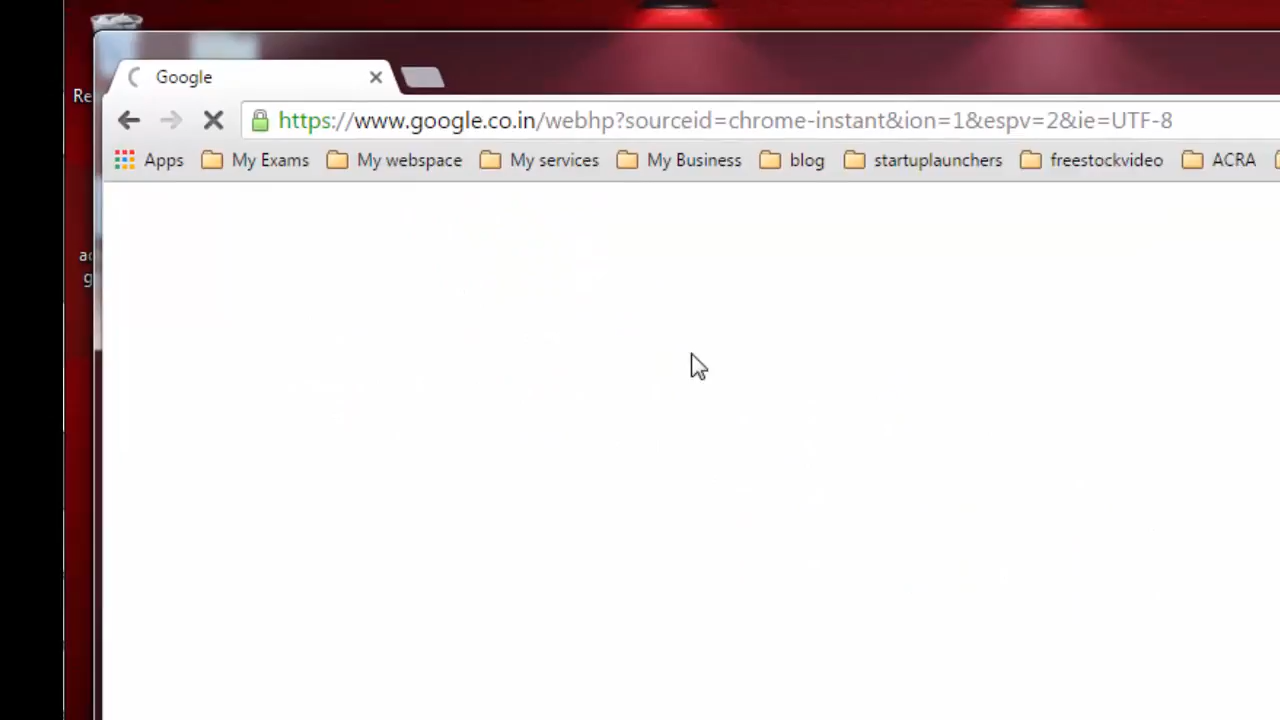 Google
https://www.google.co.in/webhp?sourceid=chrome-instant&ion=1&espv=2&ie=UTF-8
Apps My Exams My webspace My services My Business blog startuplaunchers freestockvideo ACRA